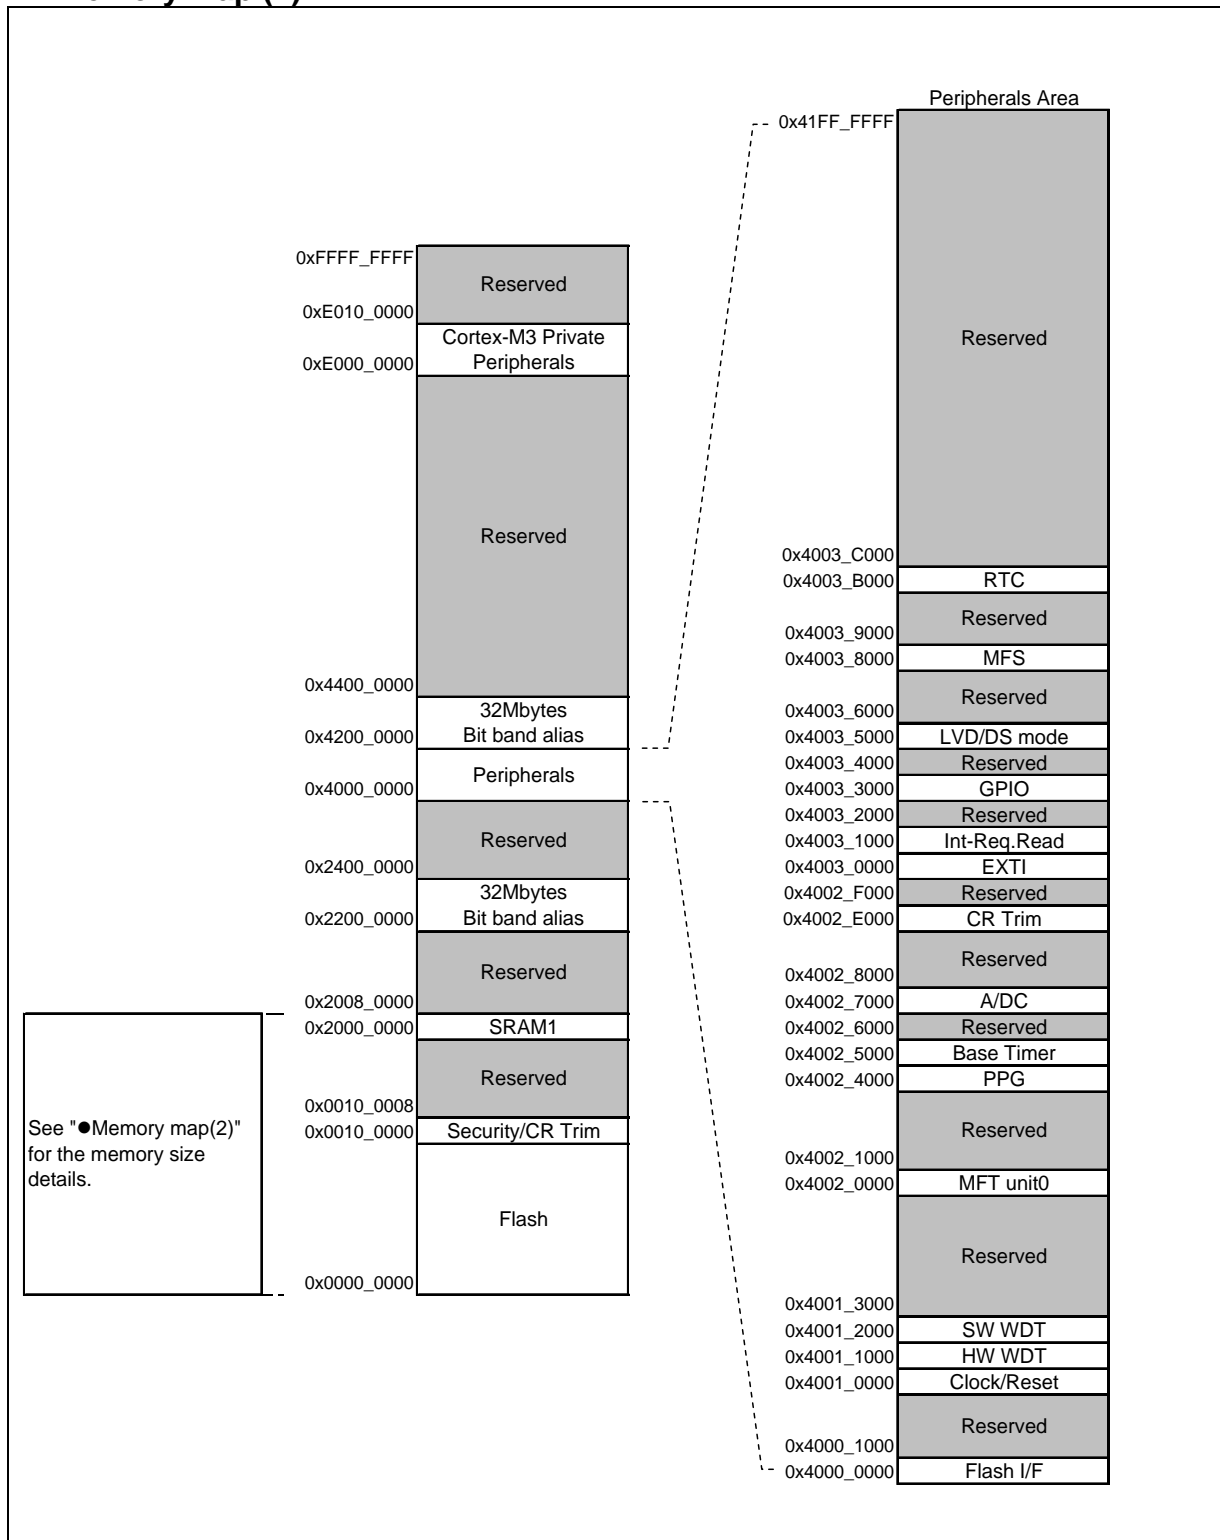 Peripherals Area
0x41FF_FFFF
Reserved
0x4003_C000
0x4003_B000 RTC
Reserved
0x4003_9000
0x4003_8000 MFS
Reserved
0x4003_6000
0x4003_5000 LVD/DS mode
0x4003_4000 Reserved
0x4003_3000 GPIO
0x4003_2000 Reserved
0x4003_1000 Int-Req.Read
0x4003_0000 EXTI
0x4002_F000 Reserved
0x4002_E000 CR Trim
Reserved
0x4002_8000
0x4002_7000 A/DC
0x4002_6000 Reserved
0x4002_5000 Base Timer
0x4002_4000 PPG
Reserved
0x4002_1000
0x4002_0000 MFT unit0
Reserved
0x4001_3000
0x4001_2000 SW WDT
0x4001_1000 HW WDT
0x4001_0000 Clock/Reset
Reserved
0x4000_1000
0x4000_0000 Flash I/F
0xFFFF_FFFF
Reserved
0xE010_0000
Cortex-M3 Private
0xE000_0000 Peripherals
Reserved
0x4400_0000
32Mbytes
0x4200_0000 Bit band alias
Peripherals
0x4000_0000
Reserved
0x2400_0000
32Mbytes
0x2200_0000 Bit band alias
Reserved
0x2008_0000
0x2000_0000 SRAM1
Reserved
0x0010_0008
0x0010_0000 Security/CR Trim
Flash
0x0000_0000
See "●Memory map(2)"
for the memory size
details.